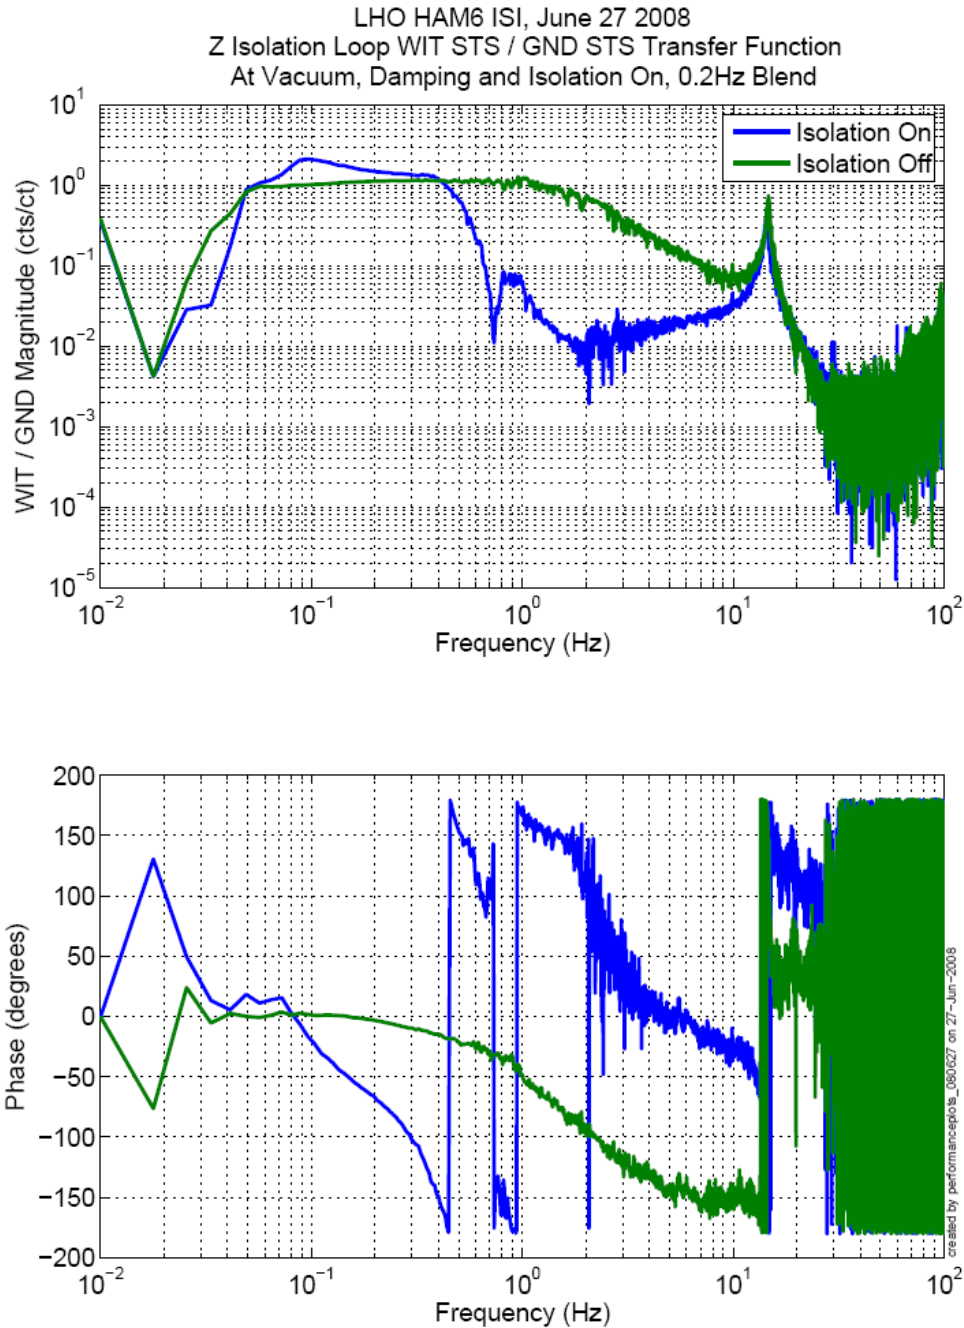 LHO HAM6 ISI, June 27 2008
Z Isolation Loop WIT STS / GND STS Transfer Function
At Vacuum, Damping and Isolation On, 0.2Hz Blend
Isolation On
Isolation Off
WIT / GND Magnitude (cts/ct)
10^1
10^0
10^−1
10^−2
10^−3
10^−4
10^−5
10^−2 10^−1 10^0 10^1 10^2
Frequency (Hz)
Phase (degrees)
200
150
100
50
0
−50
−100
−150
−200
10^−2 10^−1 10^0 10^1 10^2
Frequency (Hz)
created by performanceplots_080627 on 27−Jun−2008